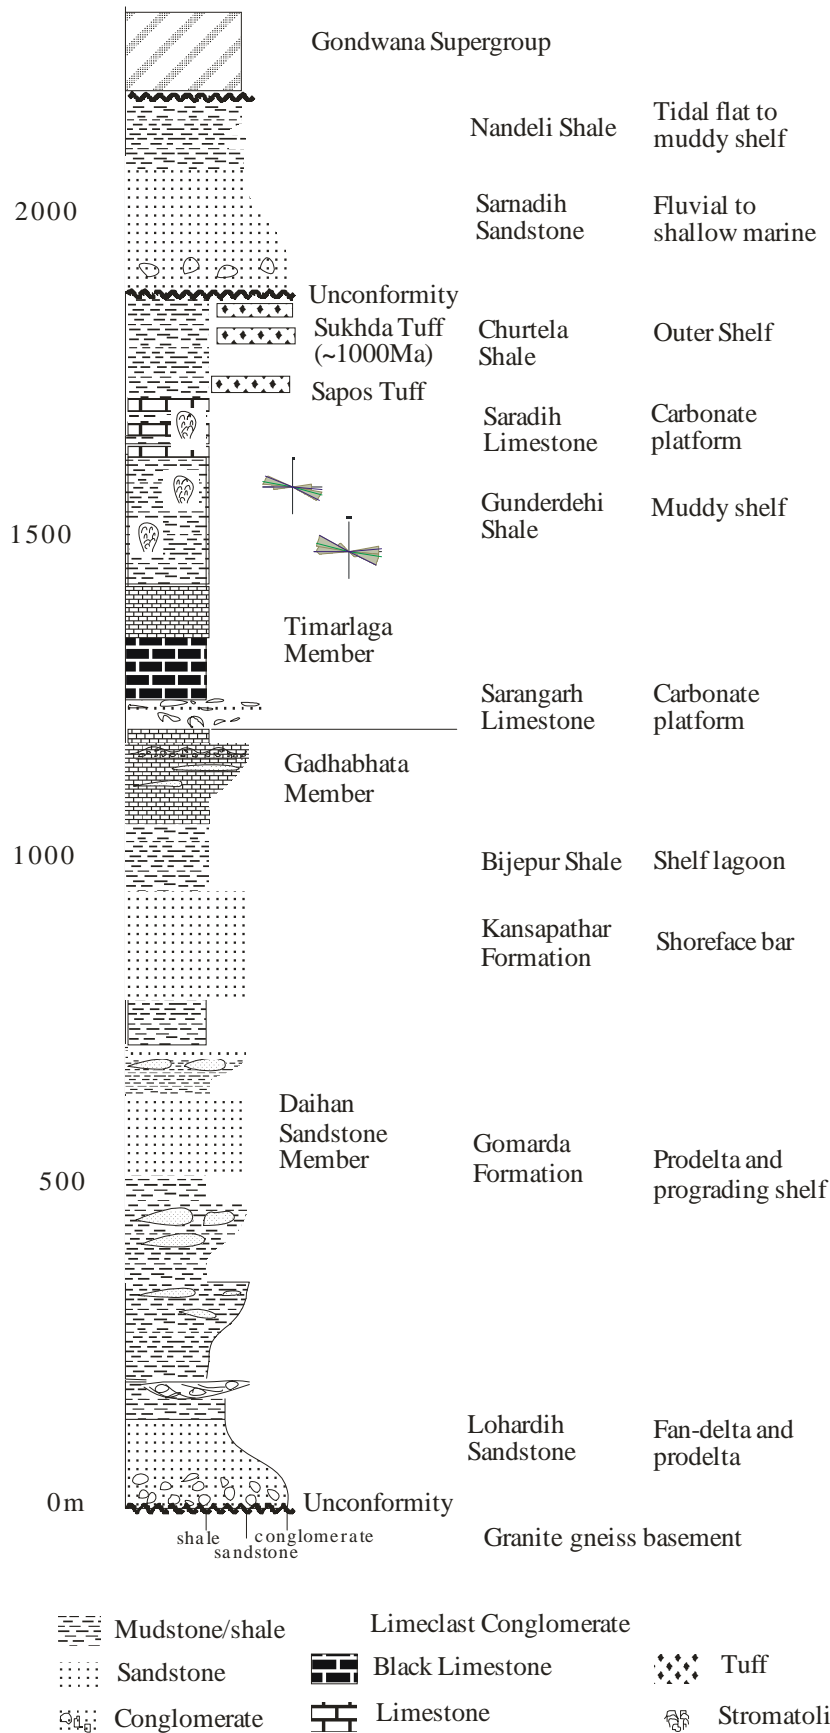 Gondwana Supergroup
Nandeli Shale
Tidal flat to
muddy shelf
2000
Sarnadih
Sandstone
Fluvial to
shallow marine
Unconformity
Sukhda Tuff
(~1000Ma)
Churtela
Shale
Outer Shelf
Sapos Tuff
Saradih
Limestone
Carbonate
platform
1500
Gunderdehi
Shale
Muddy shelf
Timarlaga
Member
Sarangarh
Limestone
Carbonate
platform
Gadhabhata
Member
1000
Bijepur Shale
Shelf lagoon
Kansapathar
Formation
Shoreface bar
Daihan
Sandstone
Member
Gomarda
Formation
Prodelta and
prograding shelf
500
Lohardih
Sandstone
Fan-delta and
prodelta
0m
Unconformity
shale
sandstone
conglomerate
Granite gneiss basement
Mudstone/shale
Limeclast Conglomerate
Sandstone
Black Limestone
Tuff
Conglomerate
Limestone
Stromatoli